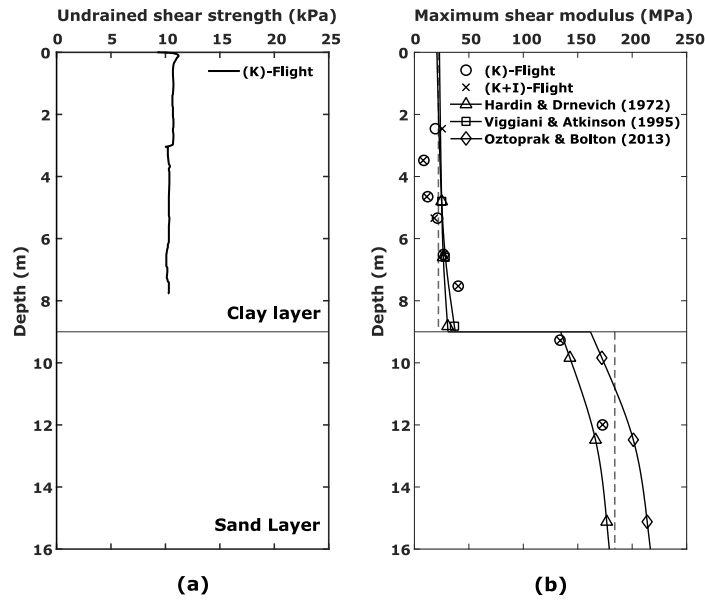 Undrained shear strength (kPa)
0 5 10 15 20 25
Depth (m)
0
2
4
6
8
10
12
14
16
(K)-Flight
Clay layer
Sand Layer
(a)
Maximum shear modulus (MPa)
0 50 100 150 200 250
Depth (m)
0
2
4
6
8
10
12
14
16
(K)-Flight
(K+I)-Flight
Hardin & Drnevich (1972)
Viggiani & Atkinson (1995)
Oztoprak & Bolton (2013)
(b)